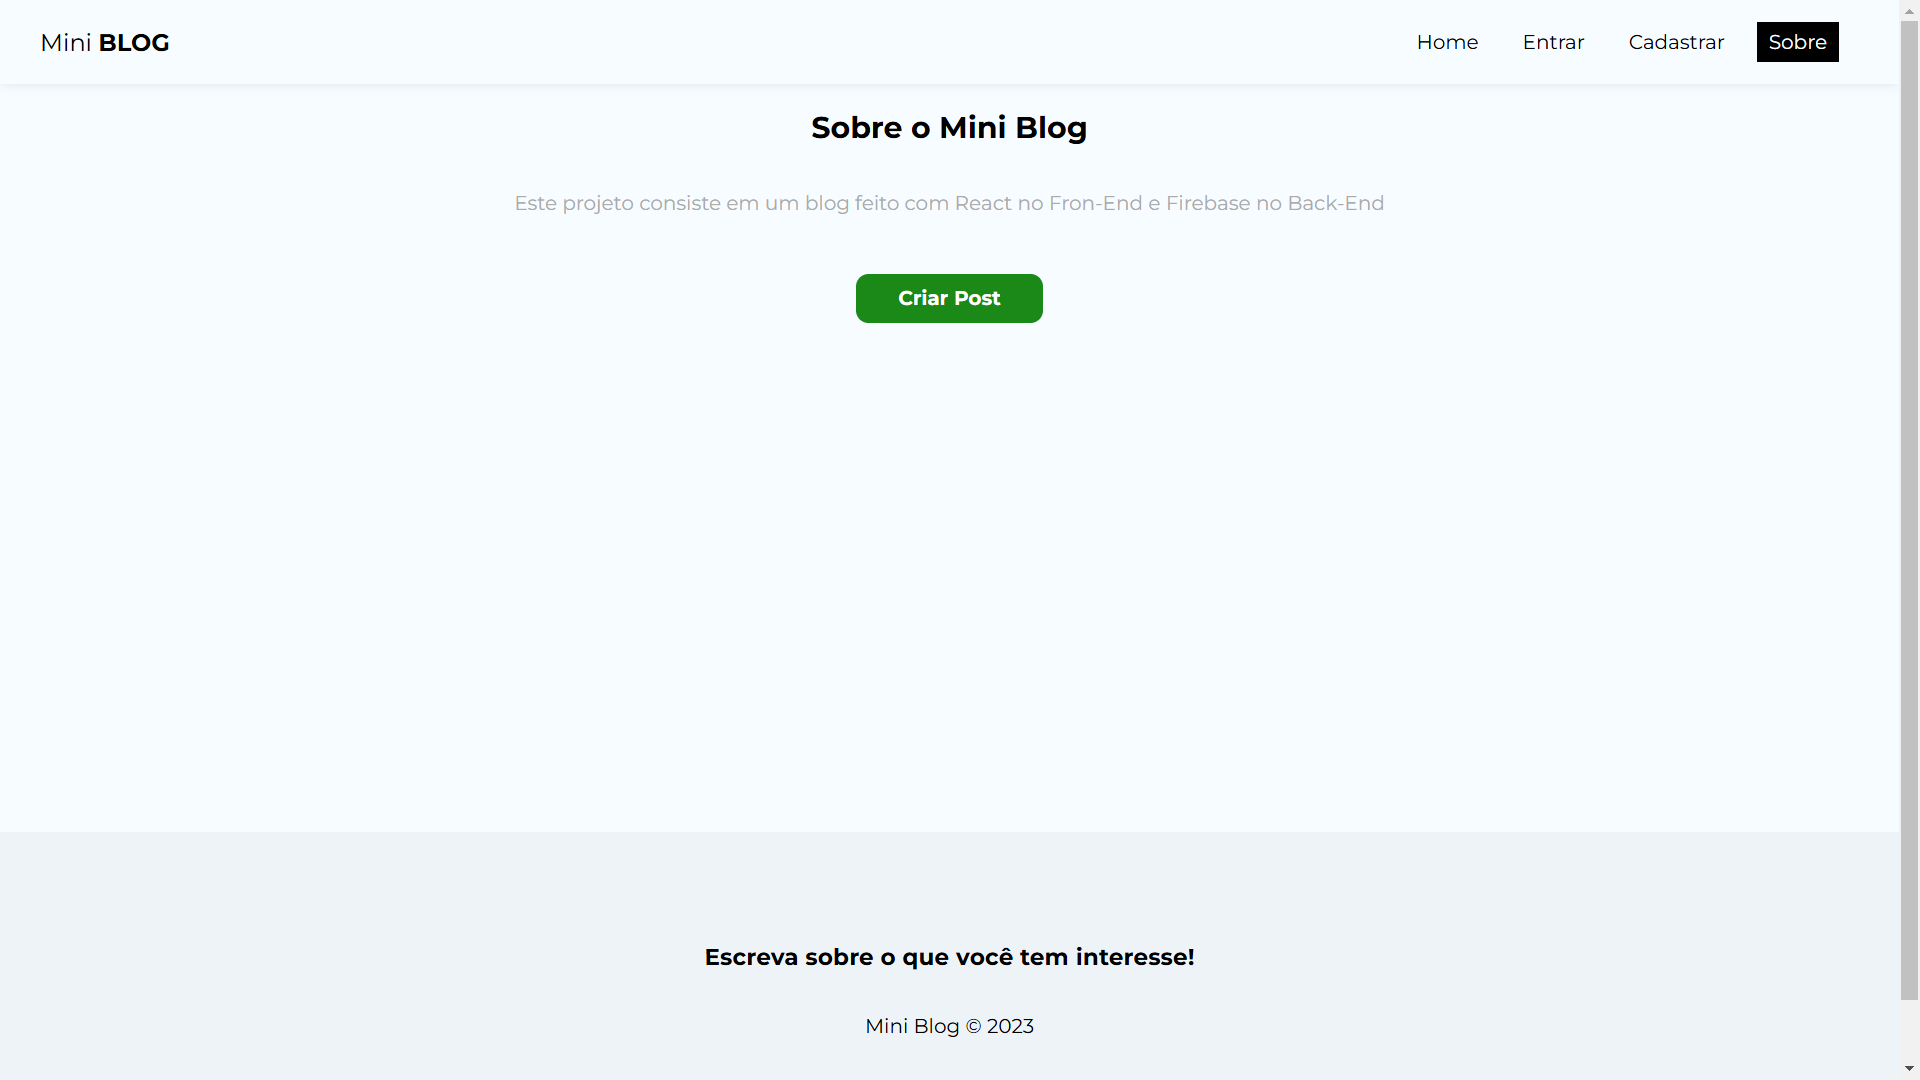 Mini BLOG
Home
Entrar
Cadastrar
Sobre
Sobre o Mini Blog
Este projeto consiste em um blog feito com React no Fron-End e Firebase no Back-End
Criar Post
Escreva sobre o que você tem interesse!
Mini Blog © 2023